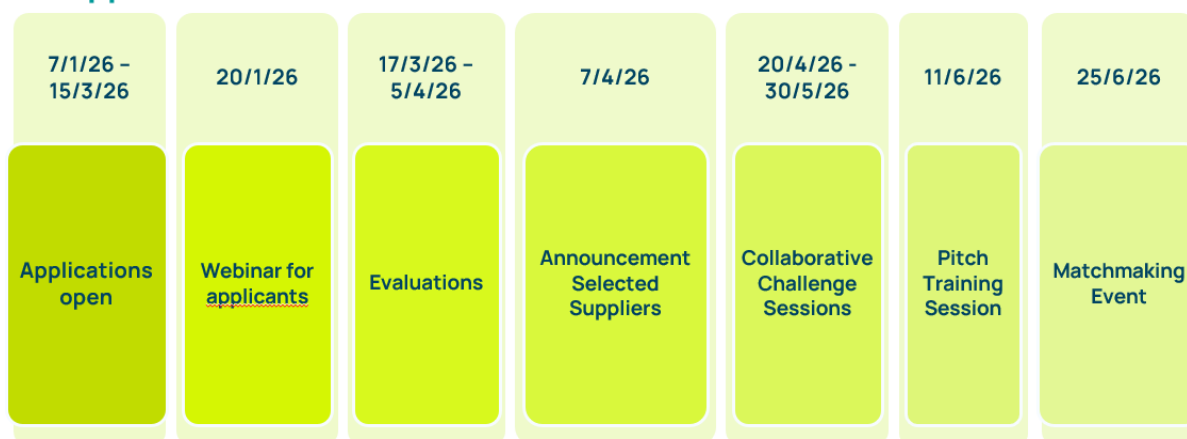 7/1/26 –
15/3/26
20/1/26
17/3/26 –
5/4/26
7/4/26
20/4/26 -
30/5/26
11/6/26
25/6/26
Applications
open
Webinar for
applicants
Evaluations
Announcement
Selected
Suppliers
Collaborative
Challenge
Sessions
Pitch
Training
Session
Matchmaking
Event